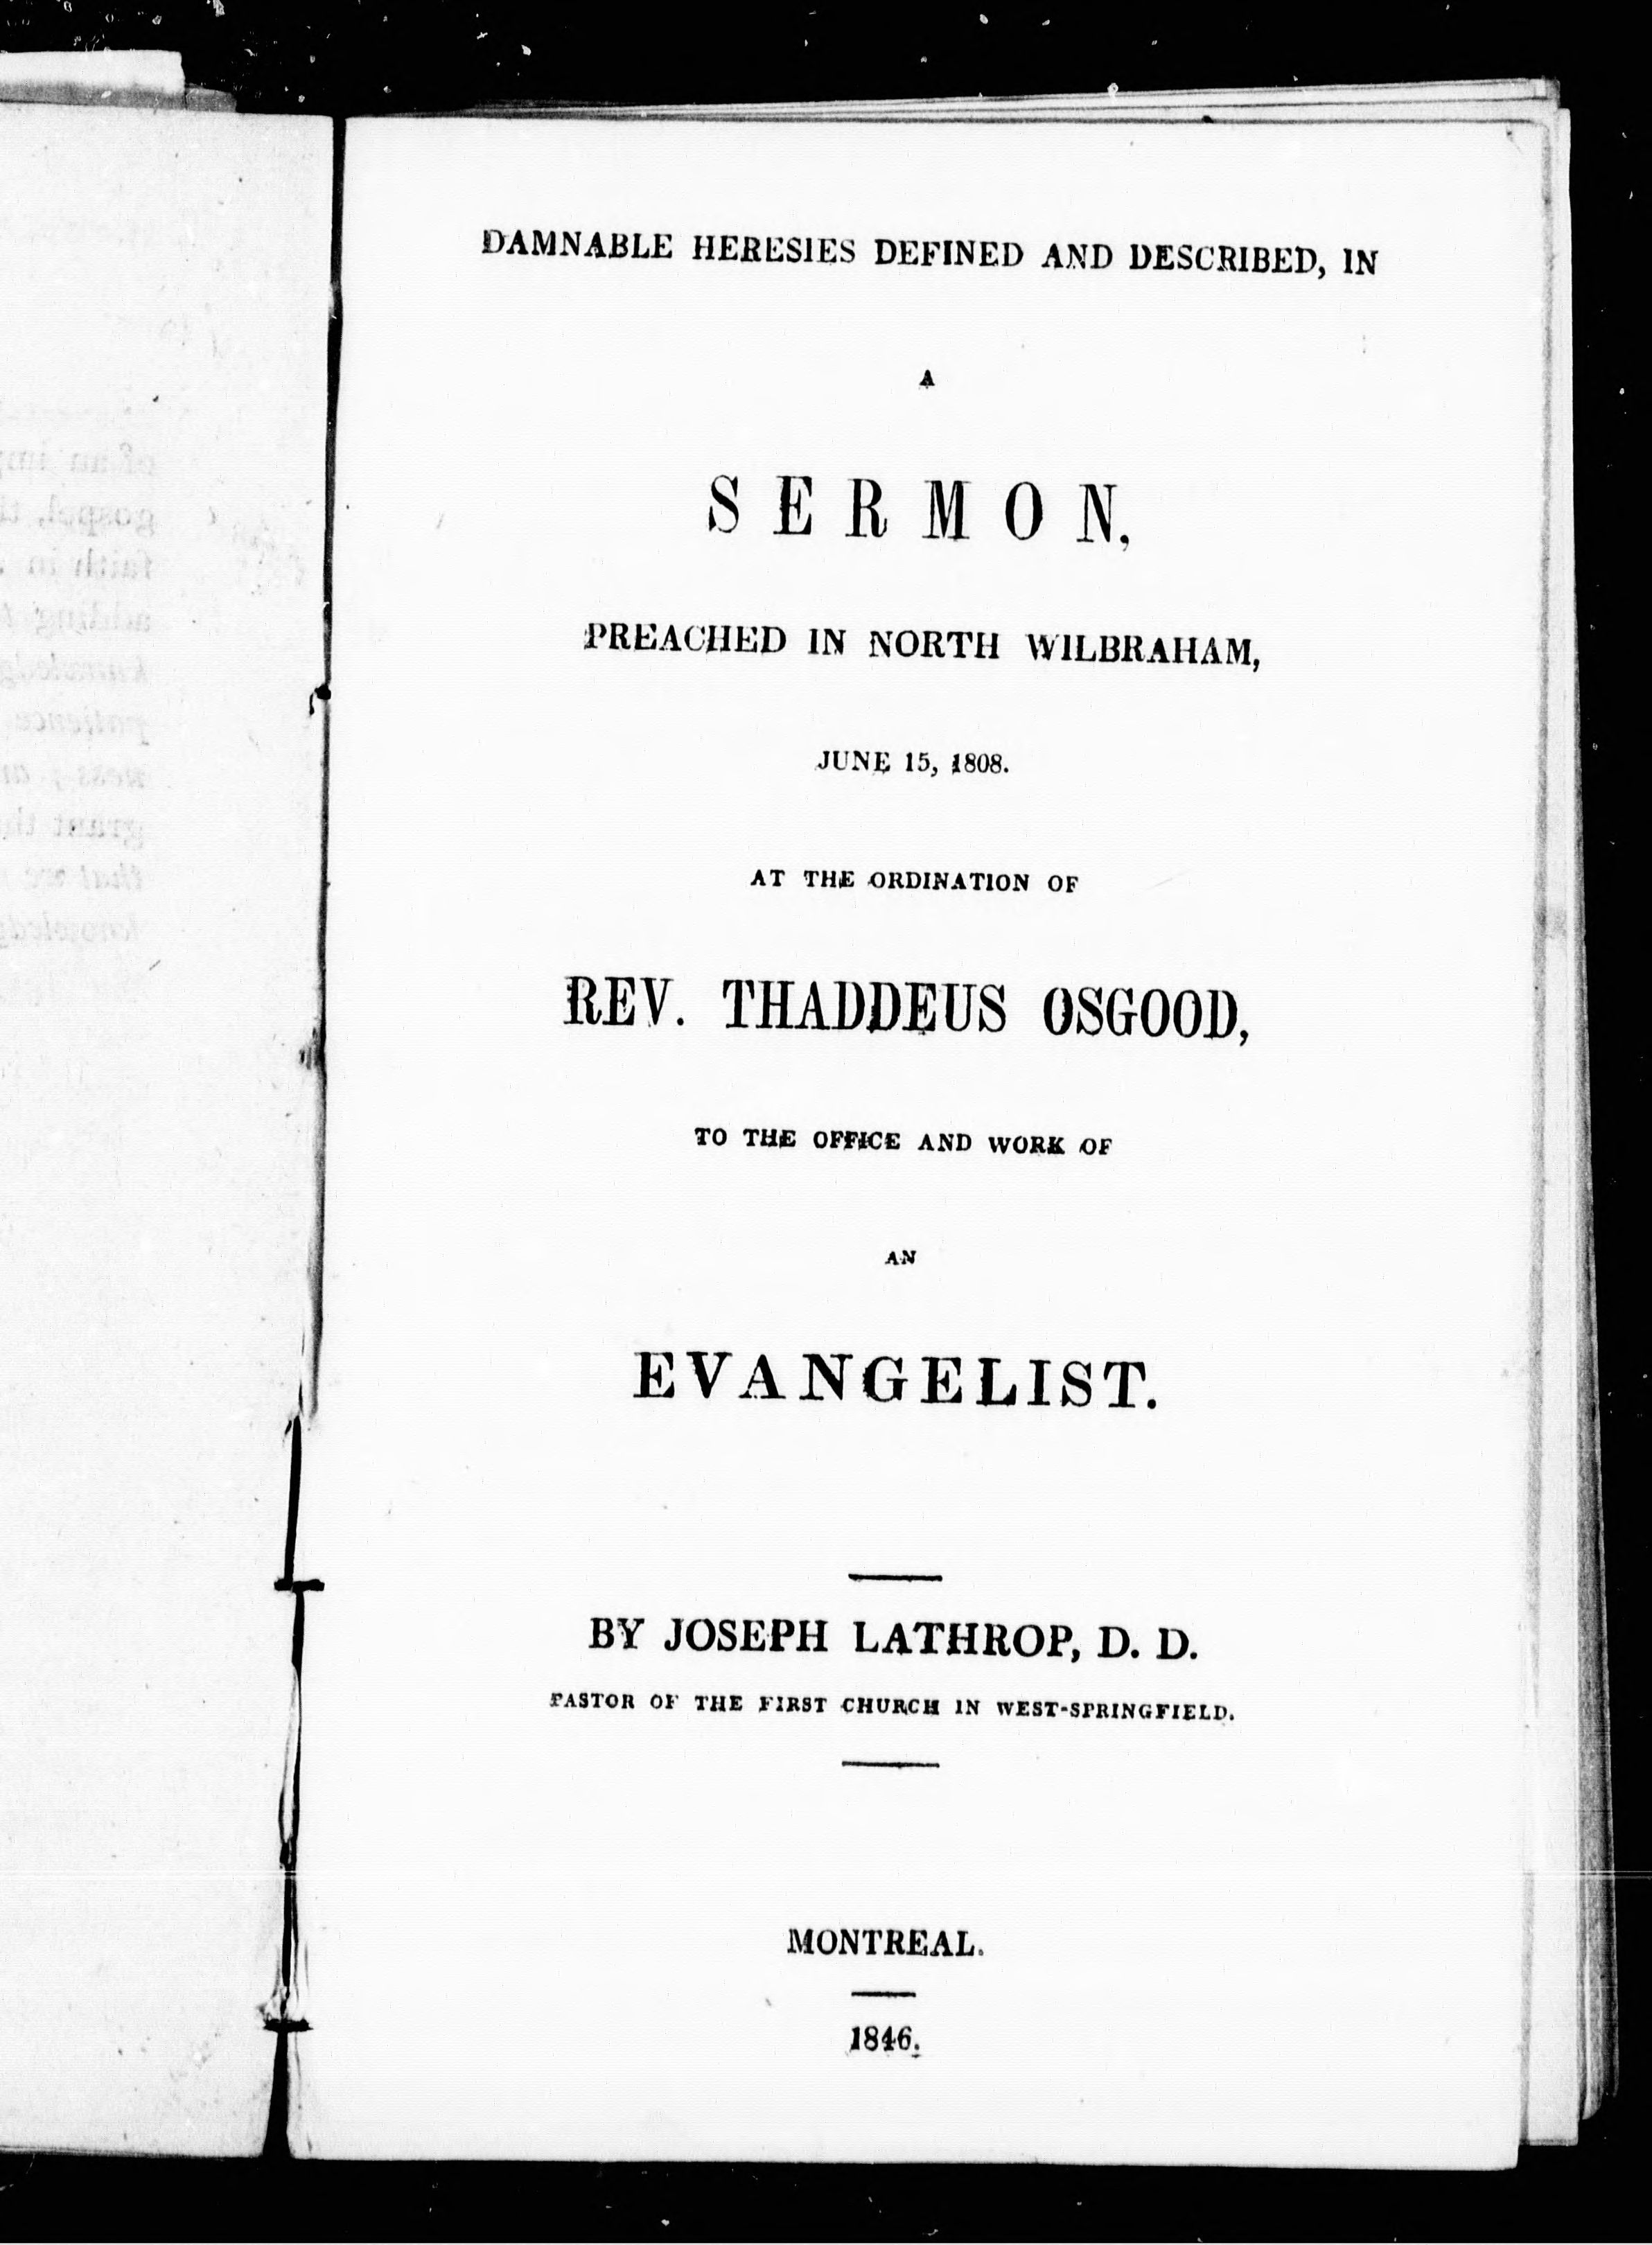 DAMNABLE HERESIES DEFINED AND DESCRIBED, IN
A
SERMON,
PREACHED IN NORTH WILBRAHAM,
JUNE 15, 1808.
AT THE ORDINATION OF
REV. THADDEUS OSGOOD,
TO THE OFFICE AND WORK OF
AN
EVANGELIST.
BY JOSEPH LATHROP, D. D.
PASTOR OF THE FIRST CHURCH IN WEST-SPRINGFIELD.
MONTREAL.
1846.